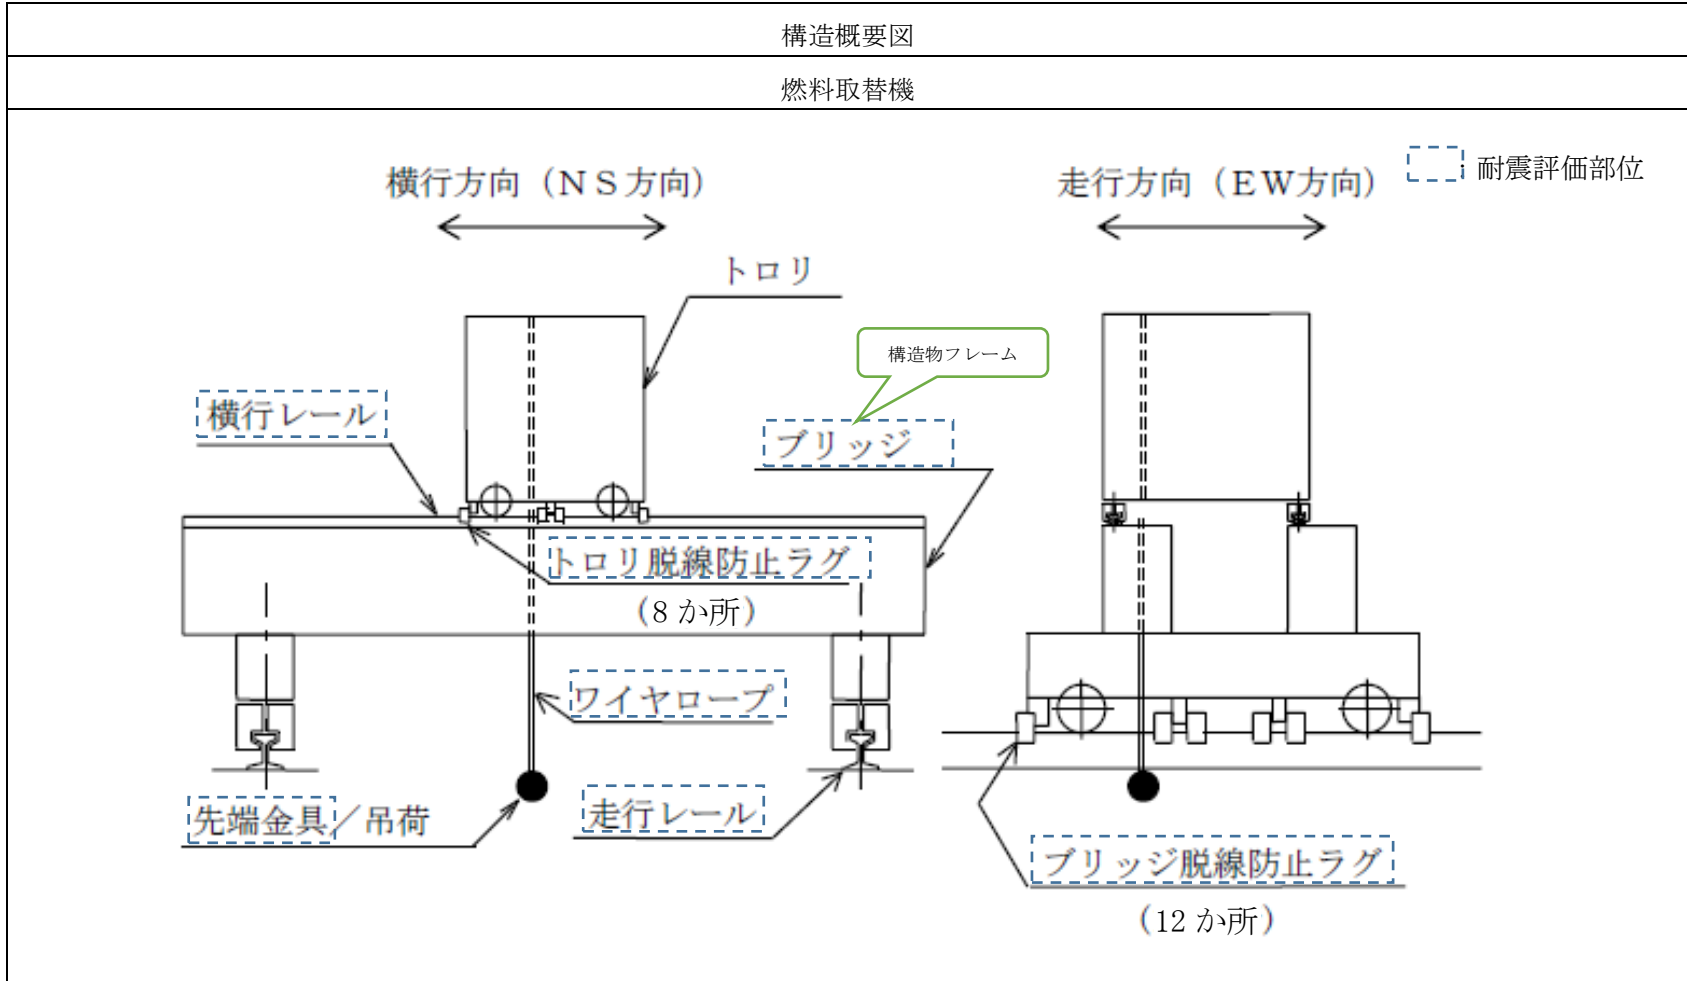 構造概要図
燃料取替機
耐震評価部位
横行方向（ＮＳ方向）
走行方向（ＥＷ方向）
トロリ
構造物フレーム
横行レール
ブリッジ
トロリ脱線防止ラグ
（8 か所）
ワイヤロープ
先端金具／吊荷
走行レール
ブリッジ脱線防止ラグ
（12 か所）